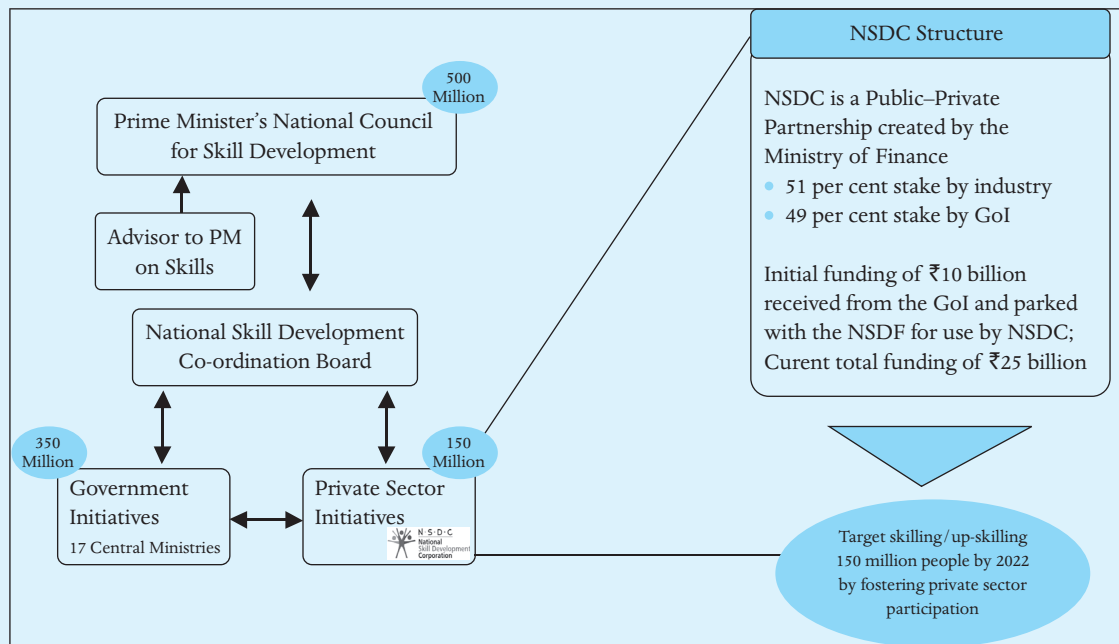 500
Million
Prime Minister’s National Council
for Skill Development
Advisor to PM
on Skills
National Skill Development
Co-ordination Board
350
Million
Government
Initiatives
17 Central Ministries
150
Million
Private Sector
Initiatives
N·S·D·C
National
Skill Development
Corporation
NSDC Structure
NSDC is a Public–Private
Partnership created by the
Ministry of Finance
• 51 per cent stake by industry
• 49 per cent stake by GoI
Initial funding of ₹10 billion
received from the GoI and parked
with the NSDF for use by NSDC;
Curent total funding of ₹25 billion
Target skilling/up-skilling
150 million people by 2022
by fostering private sector
participation